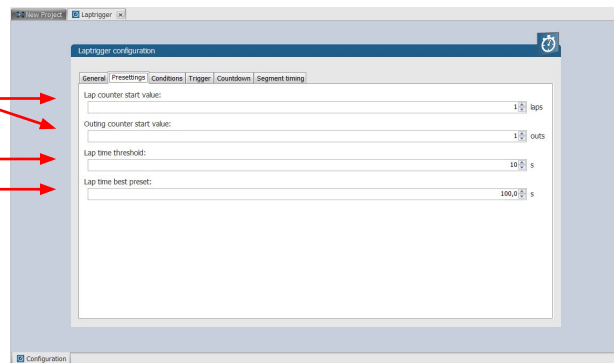 New Project Laptrigger
Laptrigger configuration
General Presettings Conditions Trigger Countdown Segment timing
Lap counter start value:
1 laps
Outing counter start value:
1 outs
Lap time threshold:
10 s
Lap time best preset:
100,0 s
Configuration